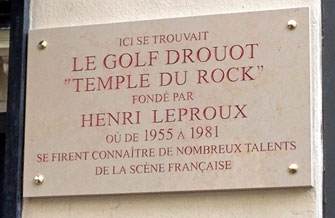 ICI SE TROUVAIT
LE GOLF DROUOT
"TEMPLE DU ROCK"
FONDÉ PAR
HENRI LEPROUX
OÙ DE 1955 À 1981
SE FIRENT CONNAÎTRE DE NOMBREUX TALENTS
DE LA SCÈNE FRANÇAISE